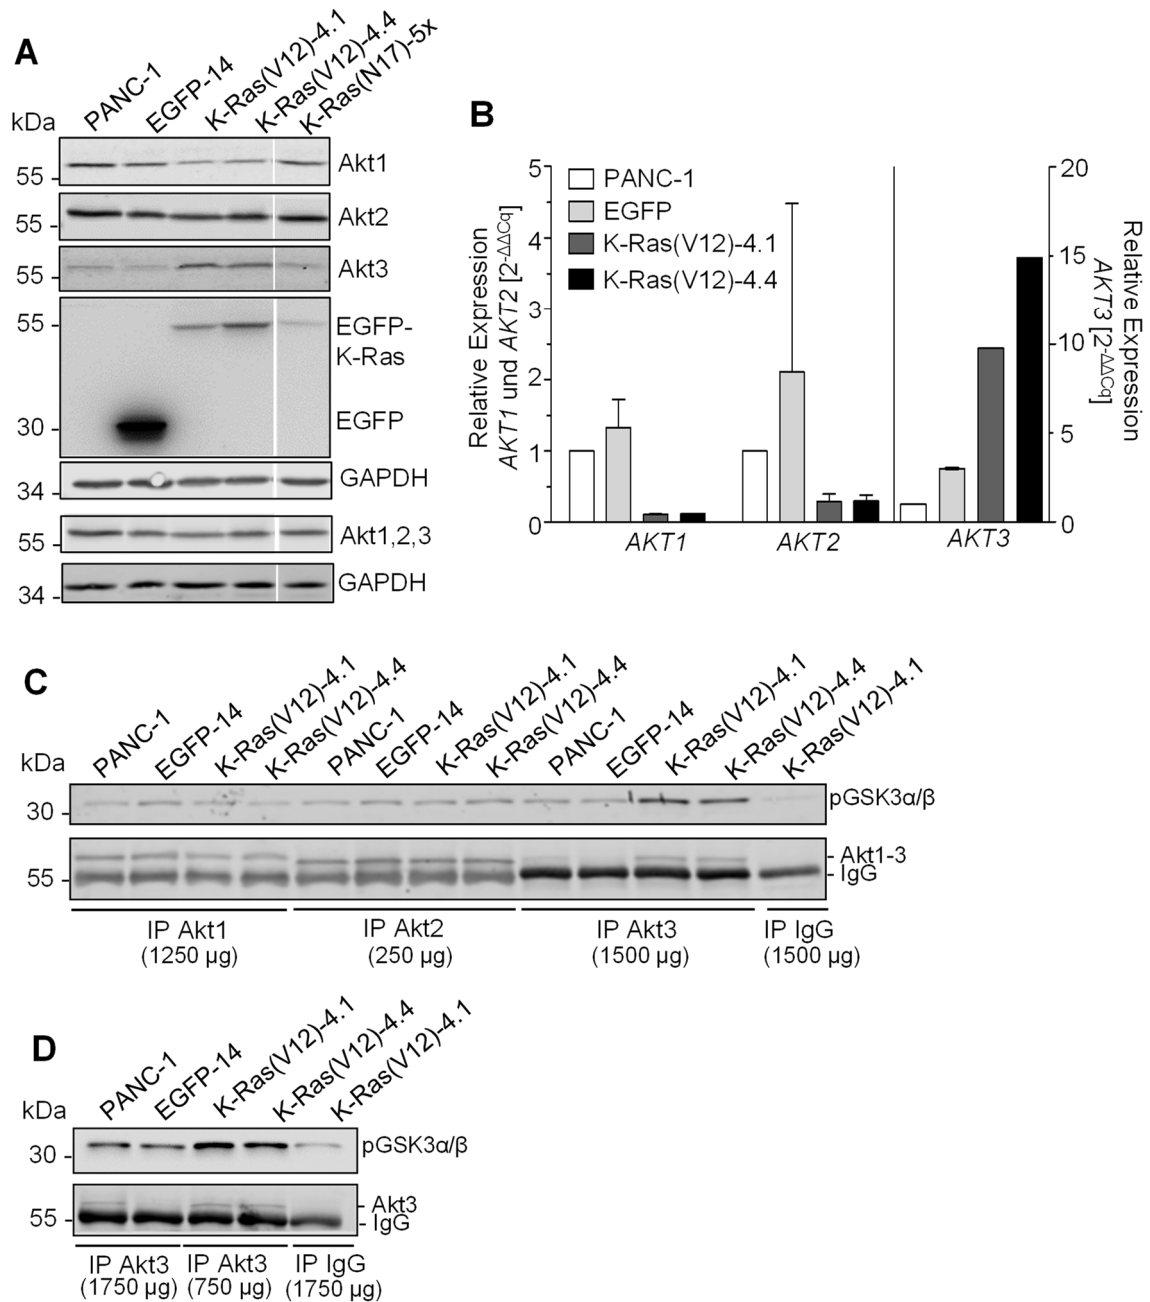 A
PANC-1
EGFP-14
K-Ras(V12)-4.1
K-Ras(V12)-4.4
K-Ras(N17)-5x
kDa
55
Akt1
55
Akt2
55
Akt3
55
EGFP-
K-Ras
30
EGFP
34
GAPDH
55
Akt1,2,3
34
GAPDH
B
Relative Expression
AKT1 und AKT2 [2-ΔΔCq]
5
4
3
2
1
0
PANC-1
EGFP
K-Ras(V12)-4.1
K-Ras(V12)-4.4
AKT1
AKT2
AKT3
20
15
10
5
0
Relative Expression
AKT3 [2-ΔΔCq]
C
kDa
PANC-1
EGFP-14
K-Ras(V12)-4.1
K-Ras(V12)-4.4
PANC-1
EGFP-14
K-Ras(V12)-4.1
K-Ras(V12)-4.4
PANC-1
EGFP-14
K-Ras(V12)-4.1
K-Ras(V12)-4.4
K-Ras(V12)-4.1
30
pGSK3α/β
55
Akt1-3
IgG
IP Akt1
(1250 µg)
IP Akt2
(250 µg)
IP Akt3
(1500 µg)
IP IgG
(1500 µg)
D
kDa
PANC-1
EGFP-14
K-Ras(V12)-4.1
K-Ras(V12)-4.4
K-Ras(V12)-4.1
30
pGSK3α/β
55
Akt3
IgG
IP Akt3
(1750 µg)
IP Akt3
(750 µg)
IP IgG
(1750 µg)